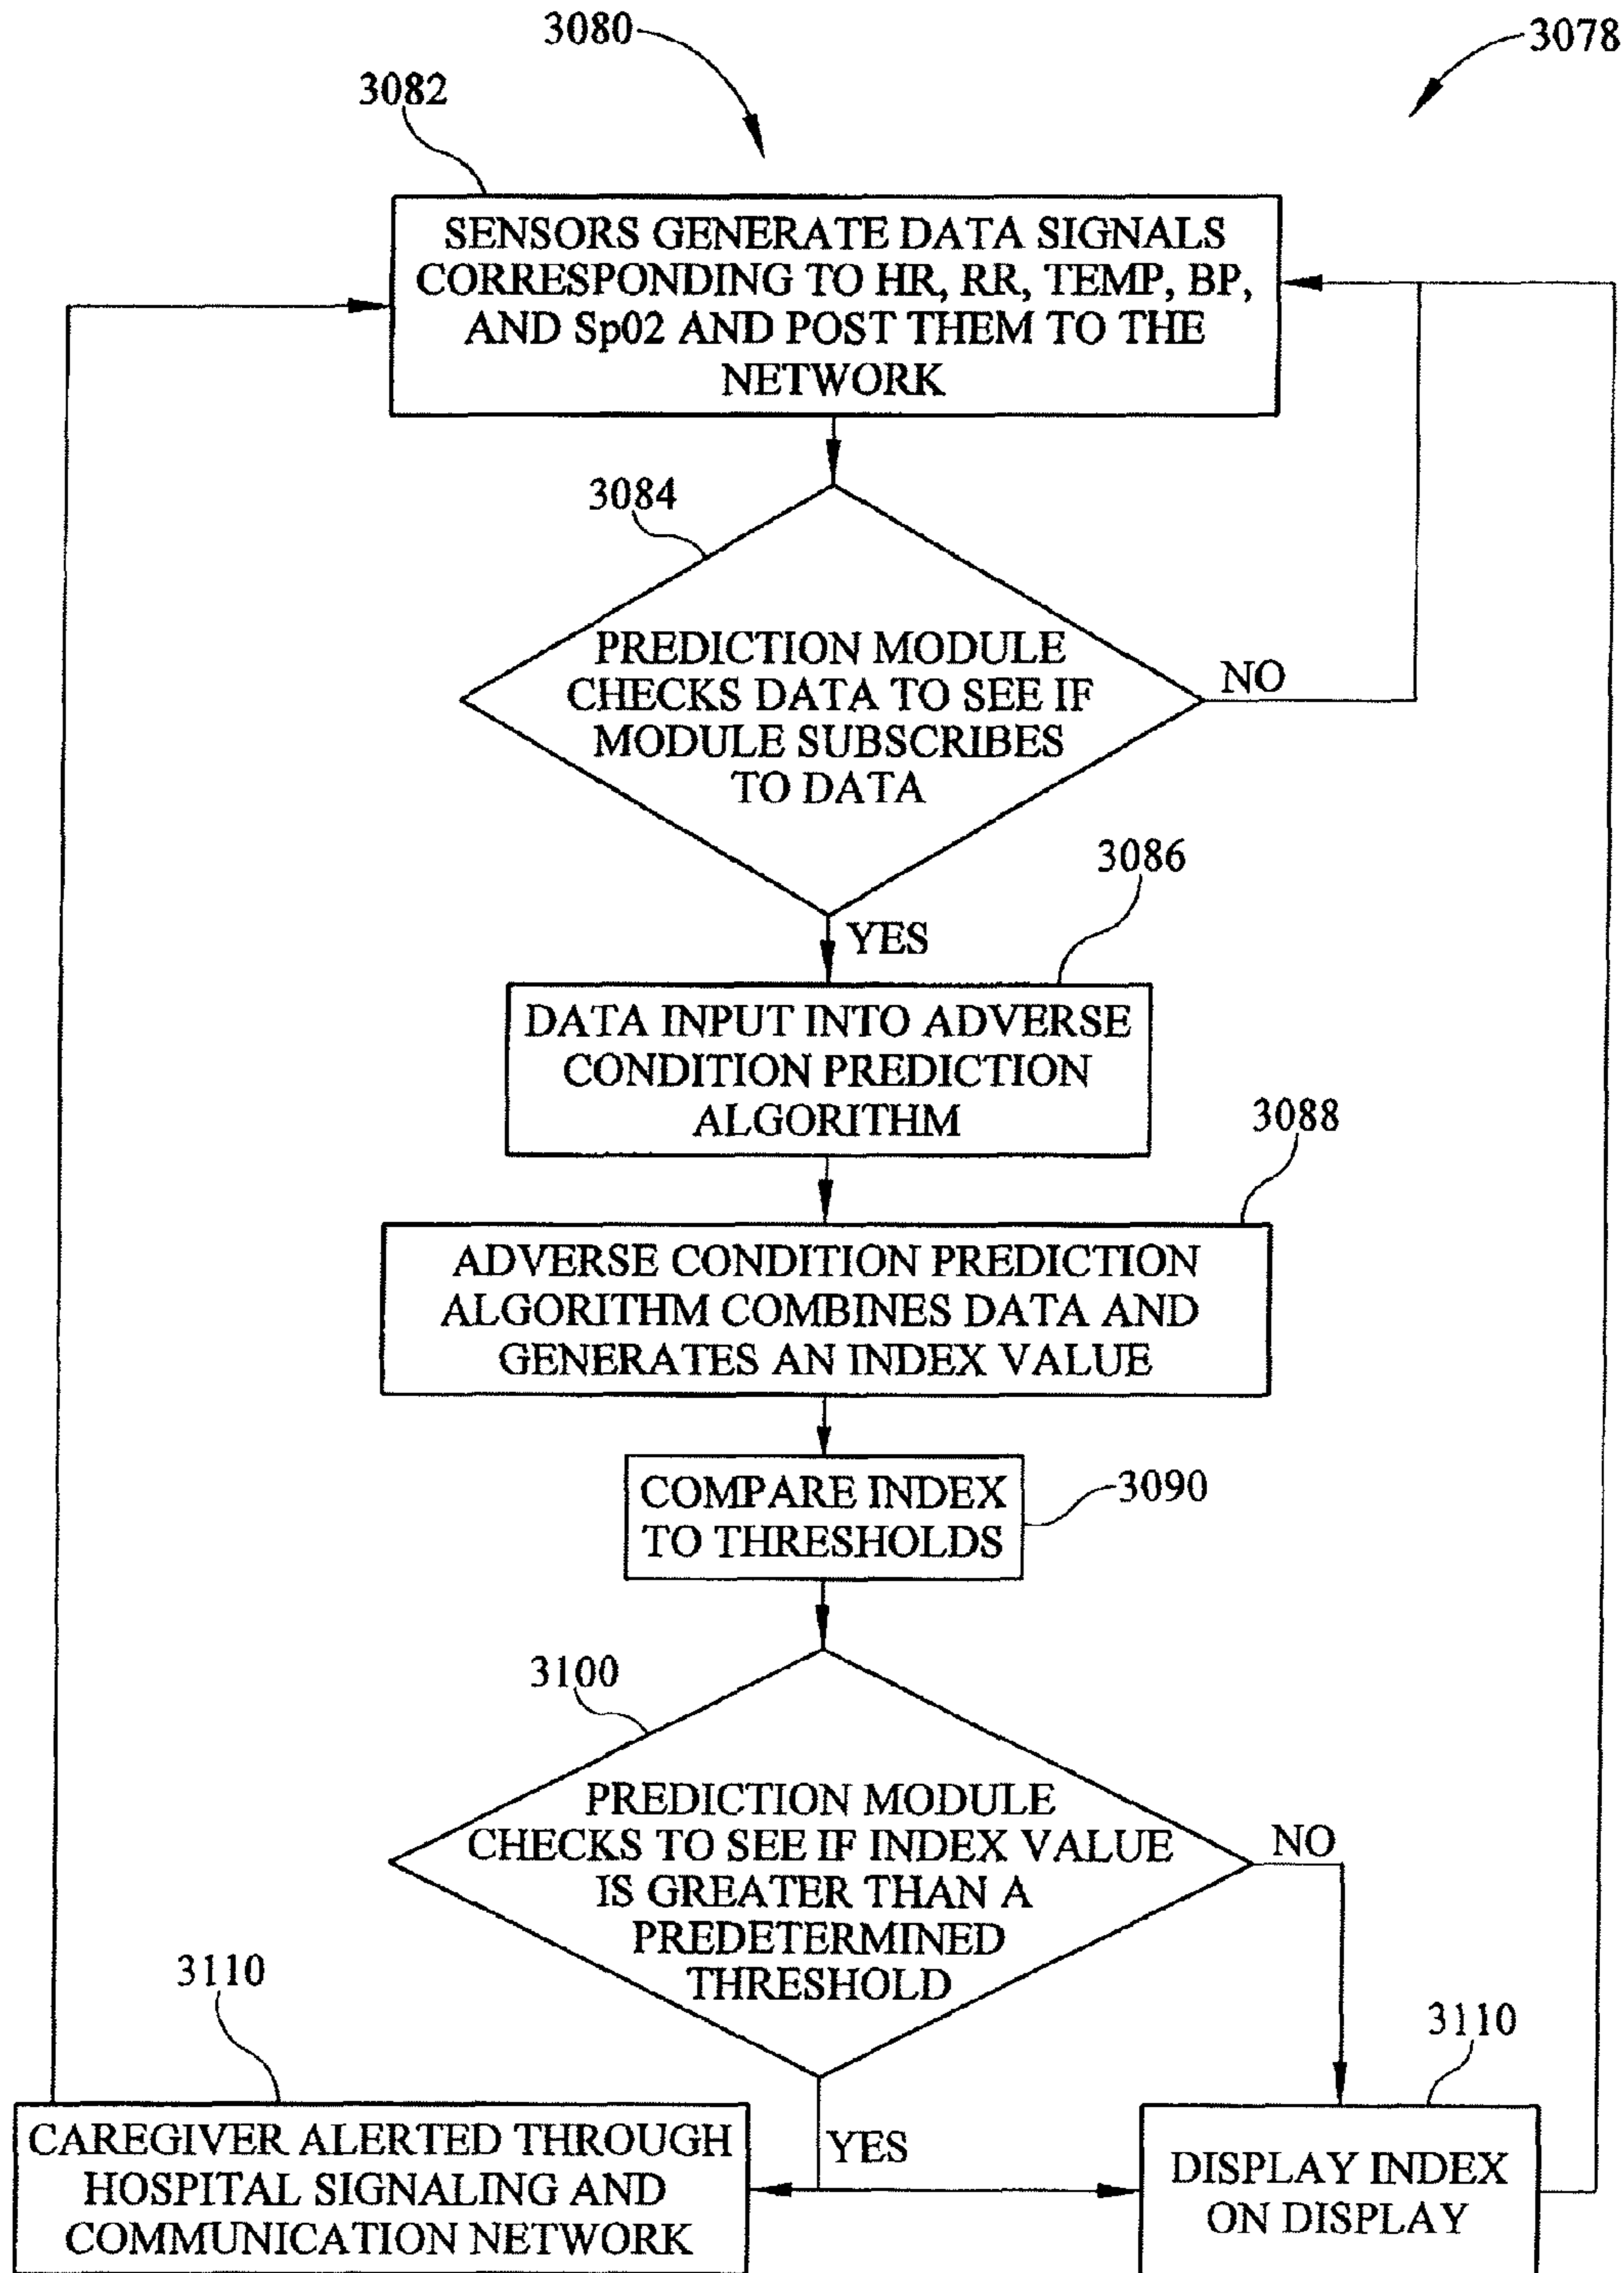 3080
3078
3082
SENSORS GENERATE DATA SIGNALS
CORRESPONDING TO HR, RR, TEMP, BP,
AND Sp02 AND POST THEM TO THE
NETWORK
3084
PREDICTION MODULE
CHECKS DATA TO SEE IF
MODULE SUBSCRIBES
TO DATA
NO
YES
3086
DATA INPUT INTO ADVERSE
CONDITION PREDICTION
ALGORITHM
3088
ADVERSE CONDITION PREDICTION
ALGORITHM COMBINES DATA AND
GENERATES AN INDEX VALUE
COMPARE INDEX
TO THRESHOLDS
3090
3100
PREDICTION MODULE
CHECKS TO SEE IF INDEX VALUE
IS GREATER THAN A
PREDETERMINED
THRESHOLD
NO
YES
3110
CAREGIVER ALERTED THROUGH
HOSPITAL SIGNALING AND
COMMUNICATION NETWORK
3110
DISPLAY INDEX
ON DISPLAY